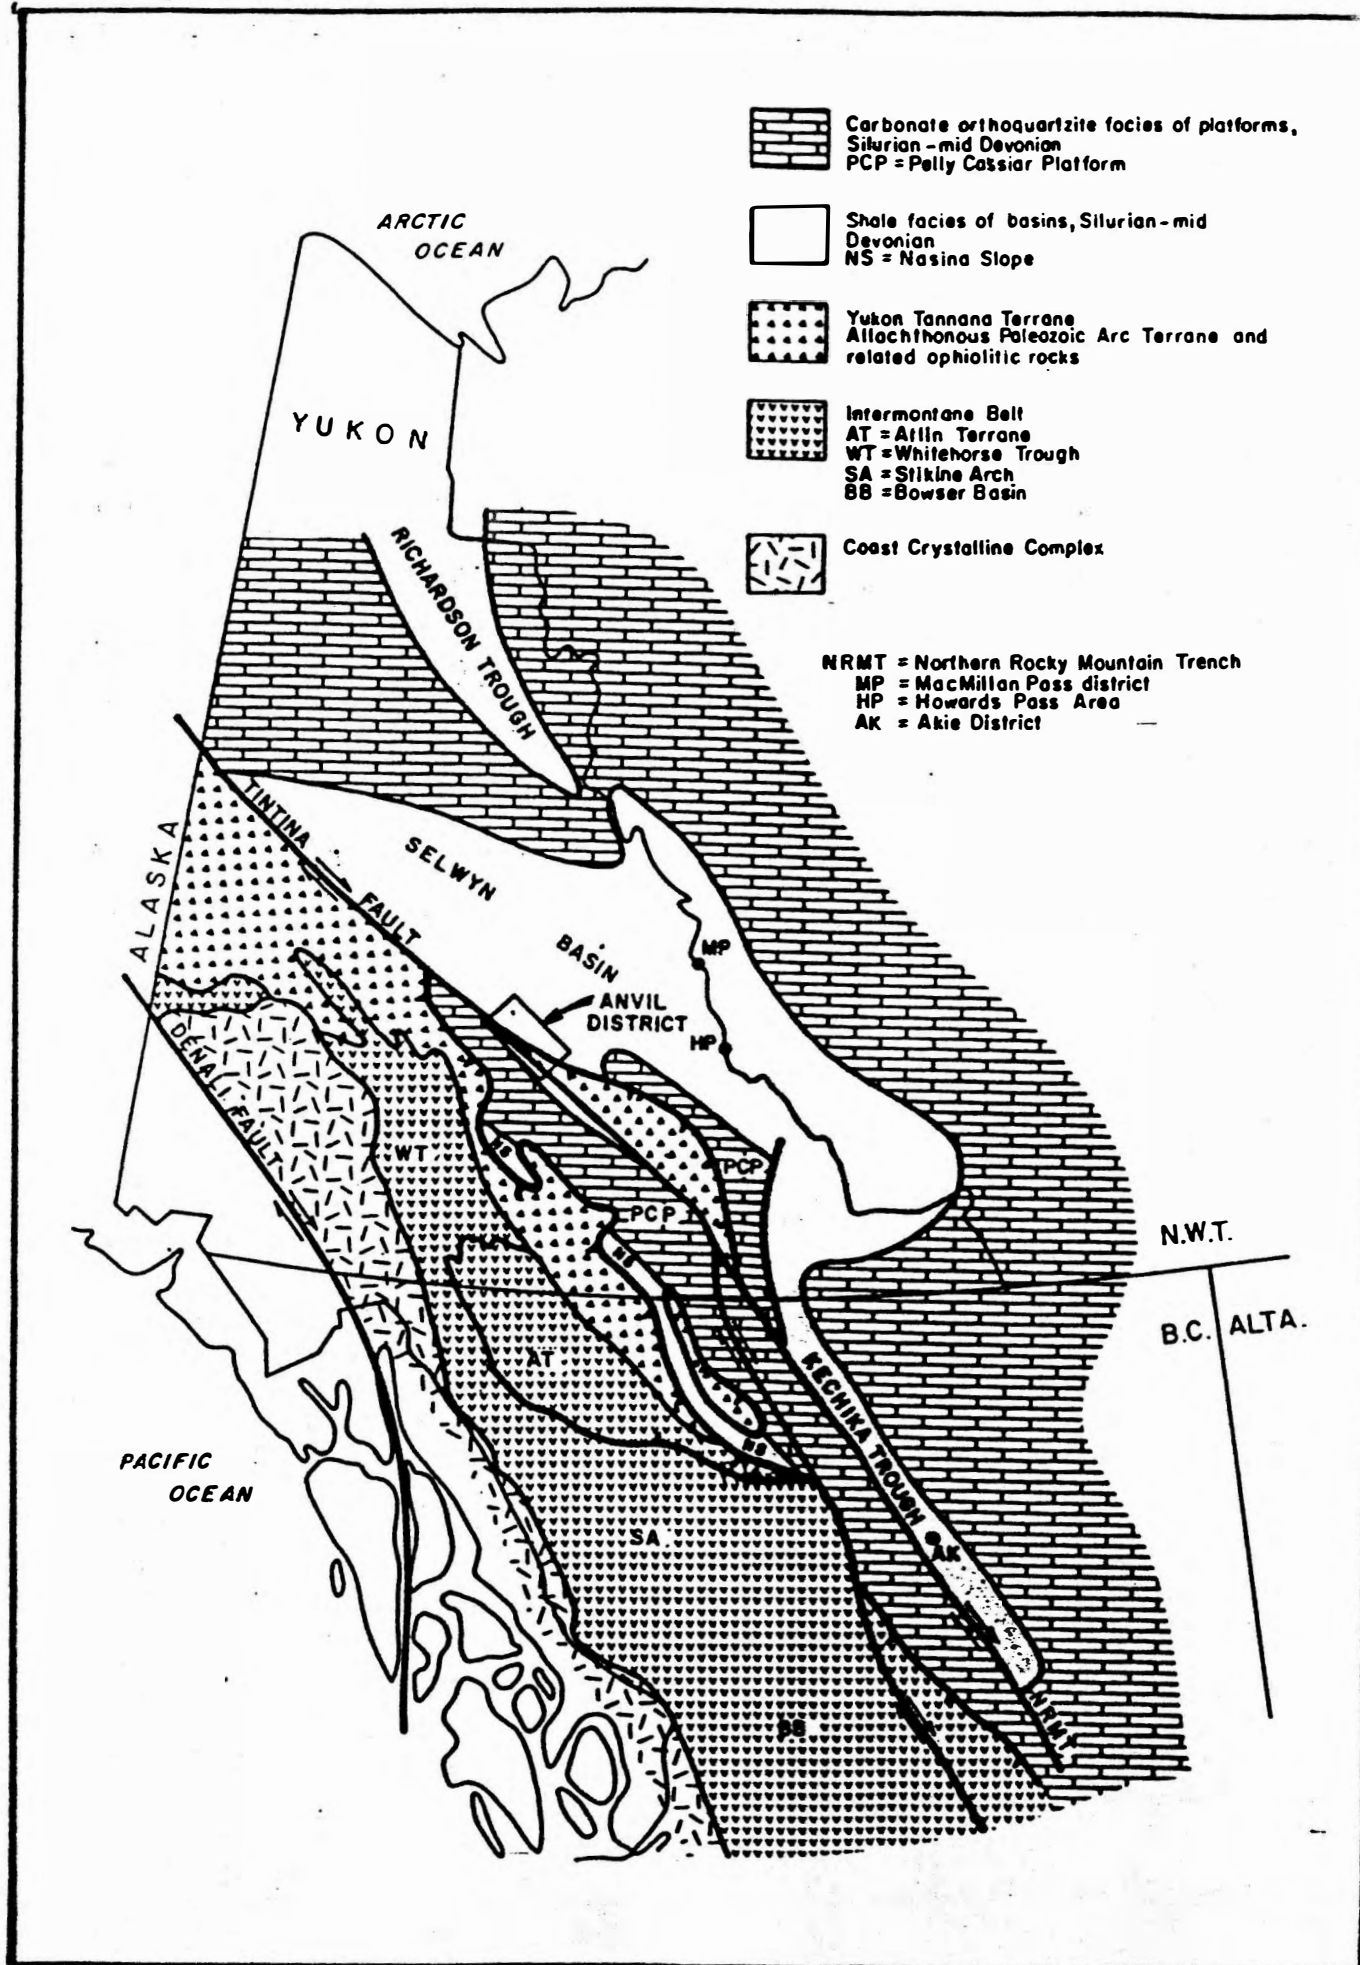 Carbonate orthoquartzite facies of platforms,
Silurian-mid Devonian
PCP = Pelly Cassiar Platform
Shale facies of basins, Silurian-mid
Devonian
NS = Nasina Slope
Yukon Tannana Terrane
Allochthonous Paleozoic Arc Terrane and
related ophiolitic rocks
Intermontane Belt
AT = Atlin Terrane
WT = Whitehorse Trough
SA = Stikine Arch
BB = Bowser Basin
Coast Crystalline Complex
NRMT = Northern Rocky Mountain Trench
MP = MacMillan Pass district
HP = Howards Pass Area
AK = Akie District
ARCTIC
OCEAN
YUKON
RICHARDSON TROUGH
TINTINA
FAULT
SELWYN
BASIN
ALASKA
MP
ANVIL
DISTRICT
HP
DENALI FAULT
WT
NS
PCP
PCP
NS
N.W.T.
B.C.
ALTA.
AT
KECHIKA TROUGH
NS
PACIFIC
OCEAN
SA
AK
NRMT
BB